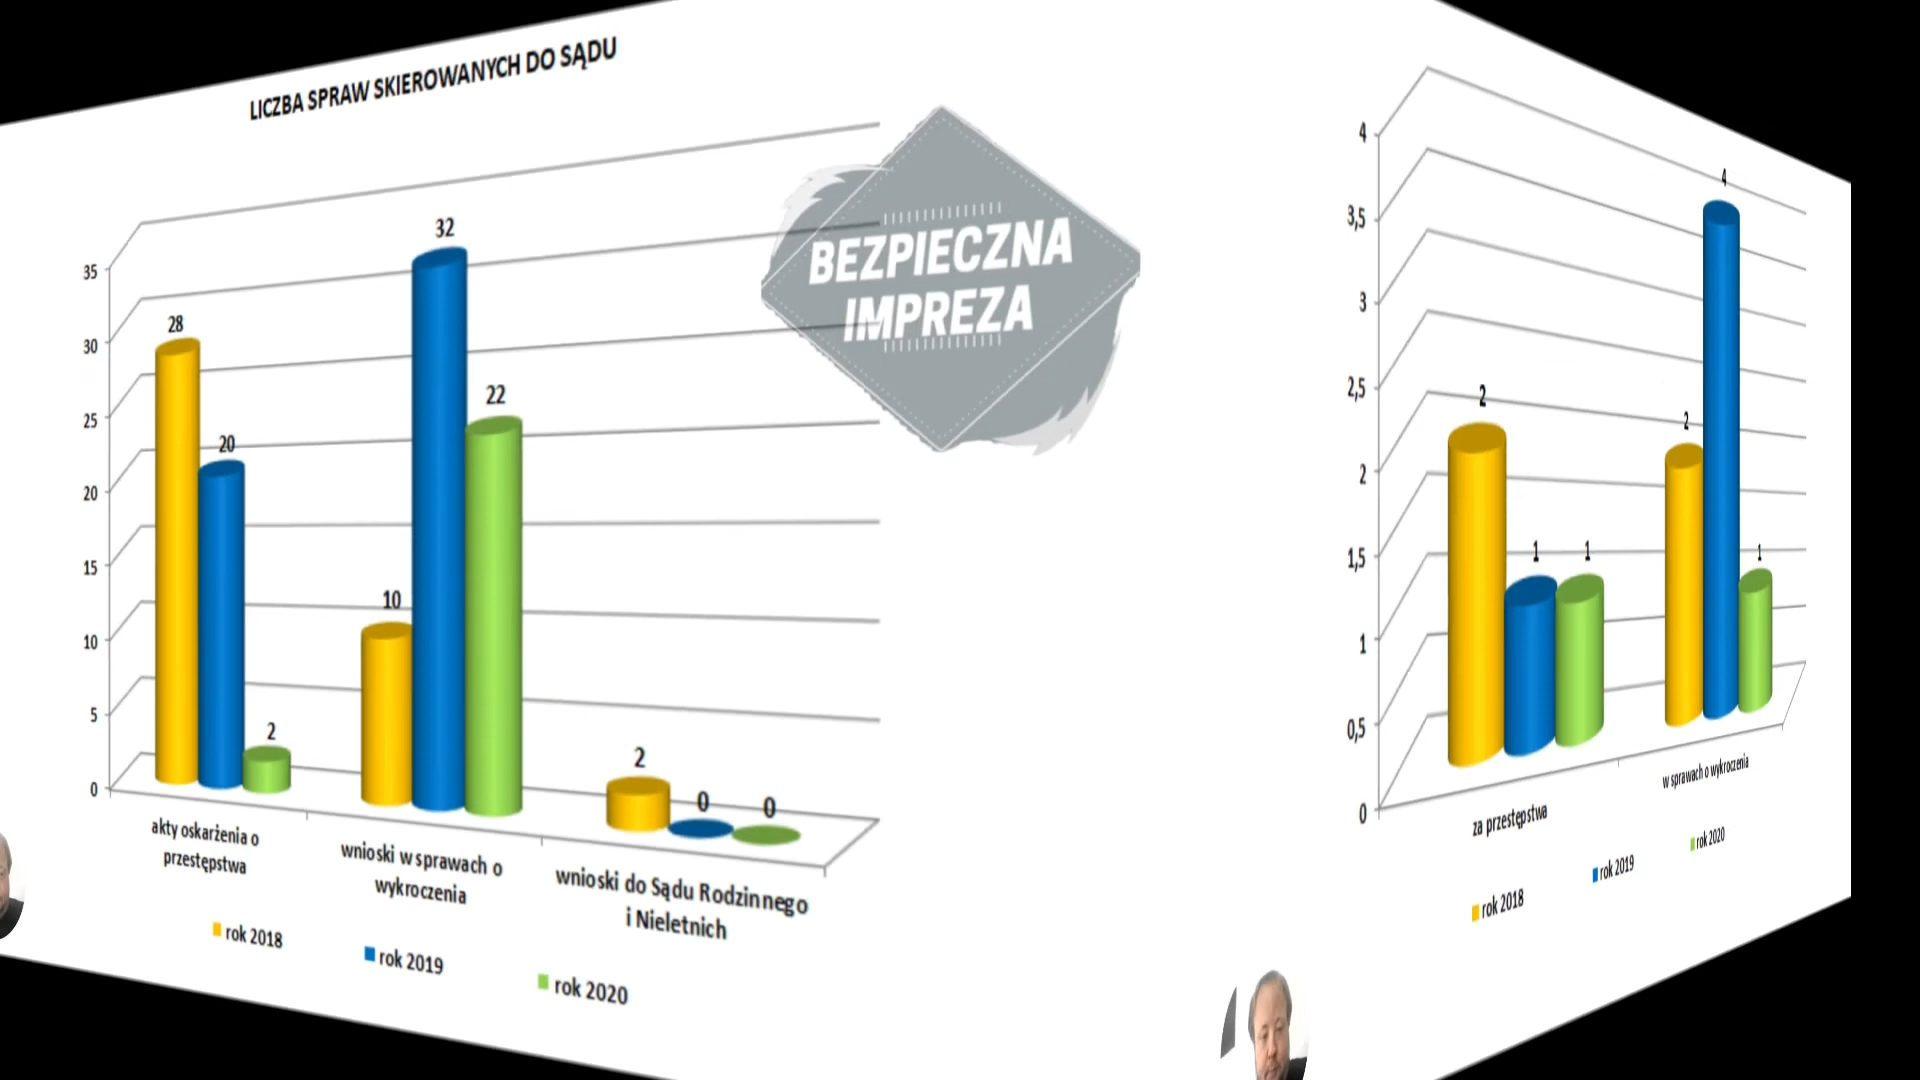 LICZBA SPRAW SKIEROWANYCH DO SĄDU
BEZPIECZNA
IMPREZA
35
30
25
20
15
10
5
0
28
20
2
10
32
22
2
0
0
akty oskarżenia o
przestępstwa
wnioski w sprawach o
wykroczenia
wnioski do Sądu Rodzinnego
i Nieletnich
rok 2018
rok 2019
rok 2020
4
3,5
3
2,5
2
1,5
1
0,5
0
2
1
1
2
4
1
za przestępstwa
w sprawach o wykroczenia
rok 2018
rok 2019
rok 2020